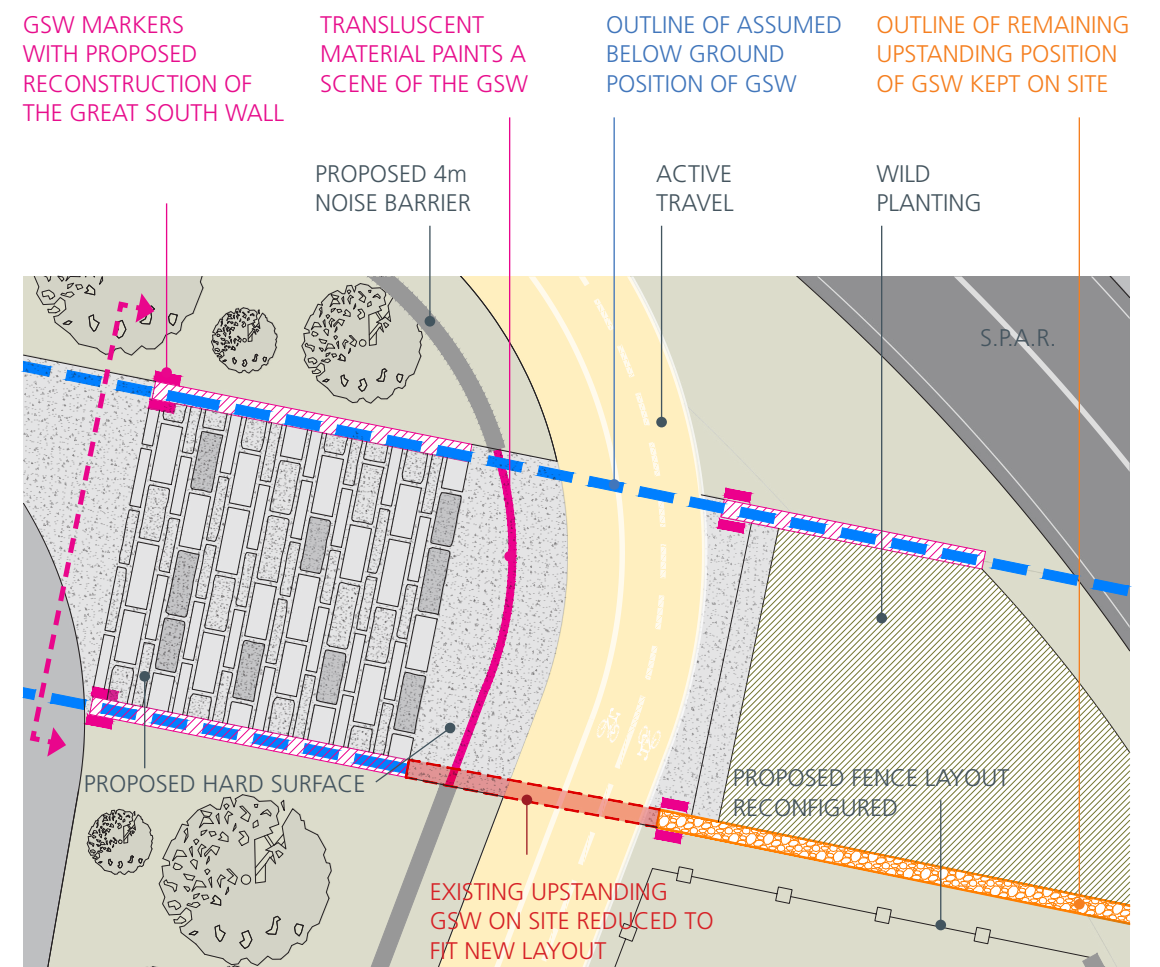 GSW MARKERS
WITH PROPOSED
RECONSTRUCTION OF
THE GREAT SOUTH WALL
TRANSLUSCENT
MATERIAL PAINTS A
SCENE OF THE GSW
OUTLINE OF ASSUMED
BELOW GROUND
POSITION OF GSW
OUTLINE OF REMAINING
UPSTANDING POSITION
OF GSW KEPT ON SITE
PROPOSED 4m
NOISE BARRIER
ACTIVE
TRAVEL
WILD
PLANTING
S.P.A.R.
PROPOSED HARD SURFACE
PROPOSED FENCE LAYOUT
RECONFIGURED
EXISTING UPSTANDING
GSW ON SITE REDUCED TO
FIT NEW LAYOUT